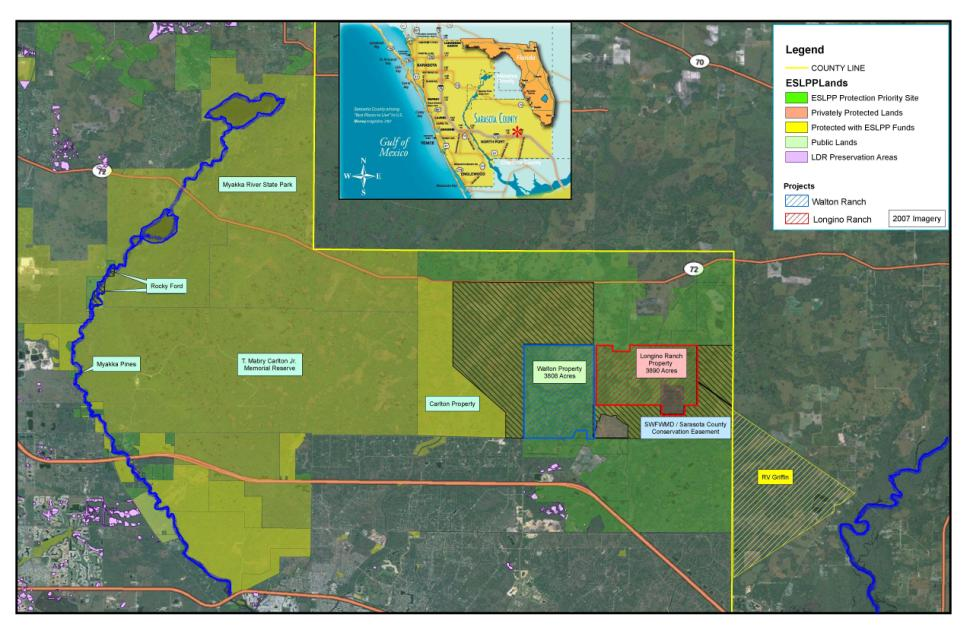 72
Myakka River State Park
Rocky Ford
Myakka Pines
T. Mabry Carlton Jr.
Memorial Reserve
Carlton Property
Walton Property
3808 Acres
Longino Ranch
Property
3890 Acres
SWFWMD / Sarasota County
Conservation Easement
RV Griffin
72
70
Gulf of
Mexico
N
W
E
S
SARASOTA COUNTY
Florida
SARASOTA
VENICE
NORTH PORT
ENGLEWOOD
Legend
COUNTY LINE
ESLPPLands
ESLPP Protection Priority Site
Privately Protected Lands
Protected with ESLPP Funds
Public Lands
LDR Preservation Areas
Projects
Walton Ranch
Longino Ranch
2007 Imagery